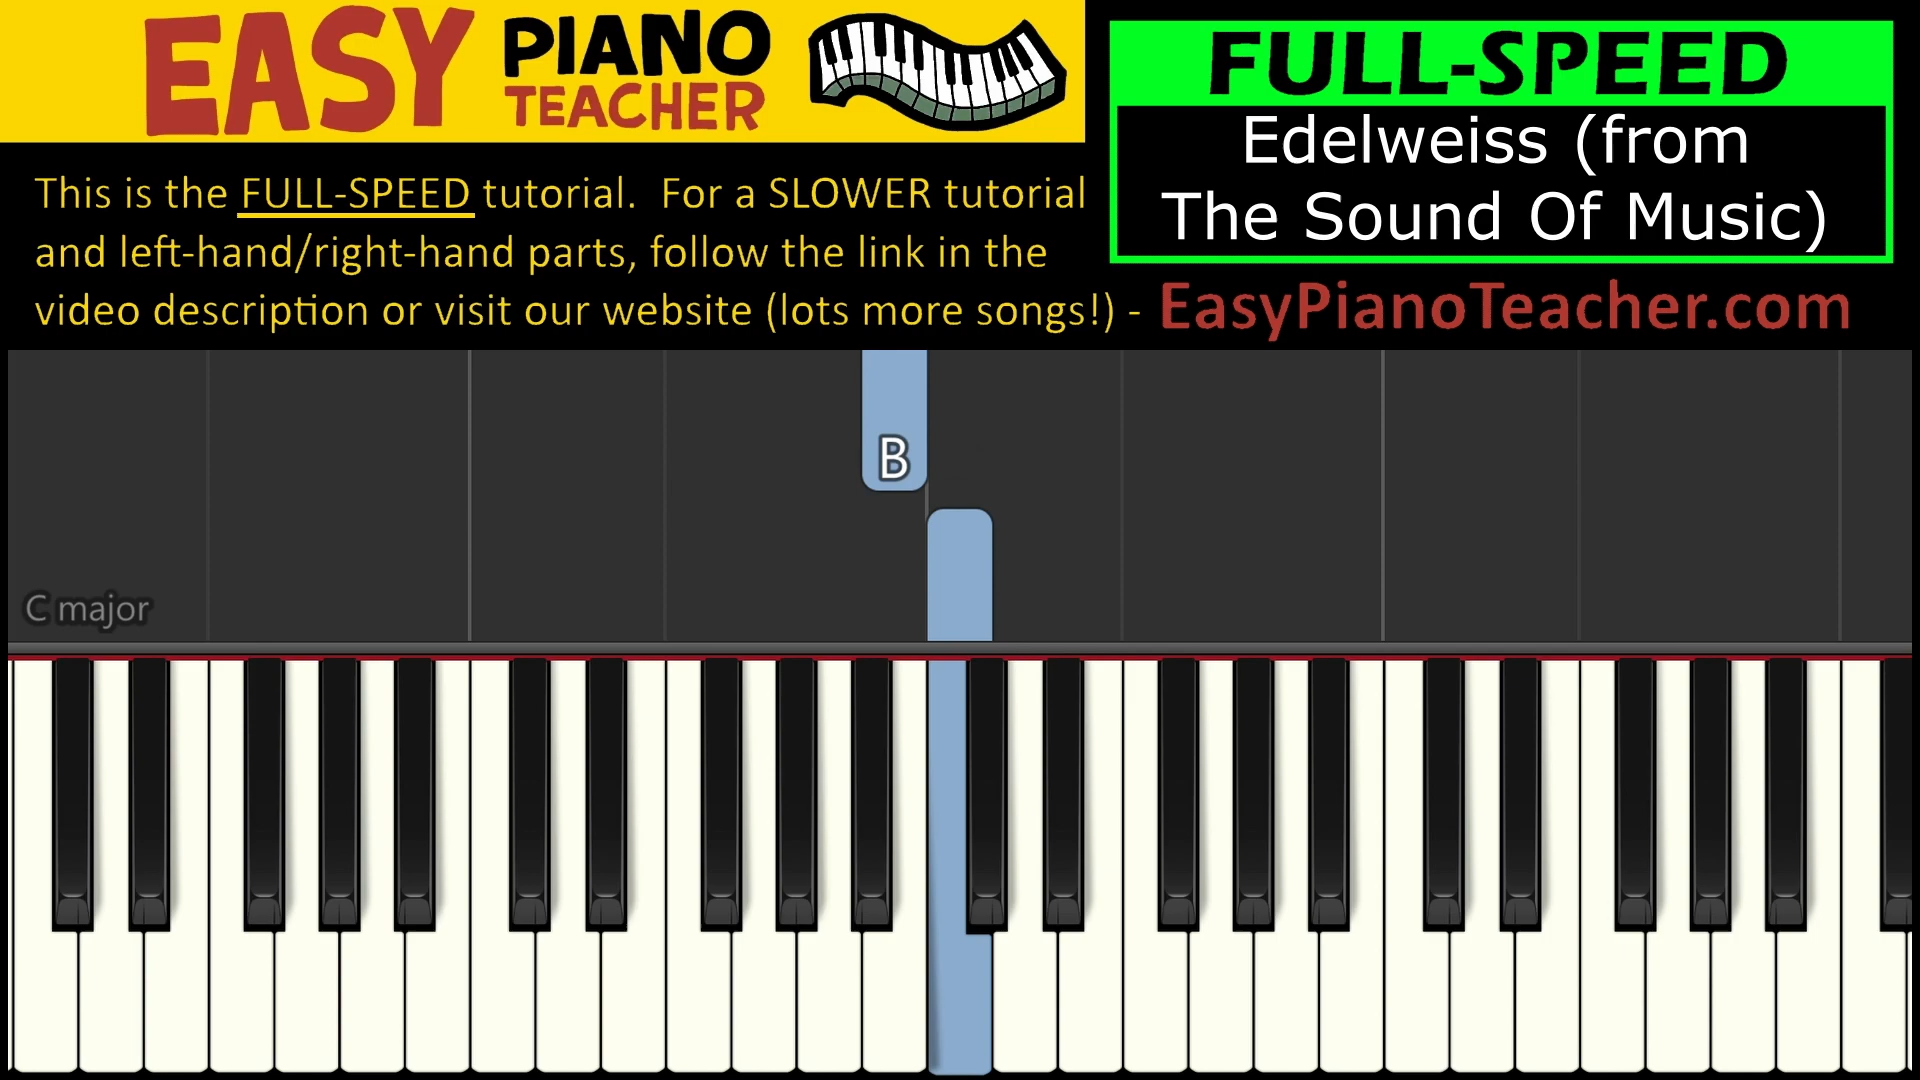 EASY PIANO TEACHER
FULL-SPEED
Edelweiss (from
The Sound Of Music)
This is the FULL-SPEED tutorial. For a SLOWER tutorial
and left-hand/right-hand parts, follow the link in the
video description or visit our website (lots more songs!) - EasyPianoTeacher.com
B
C major